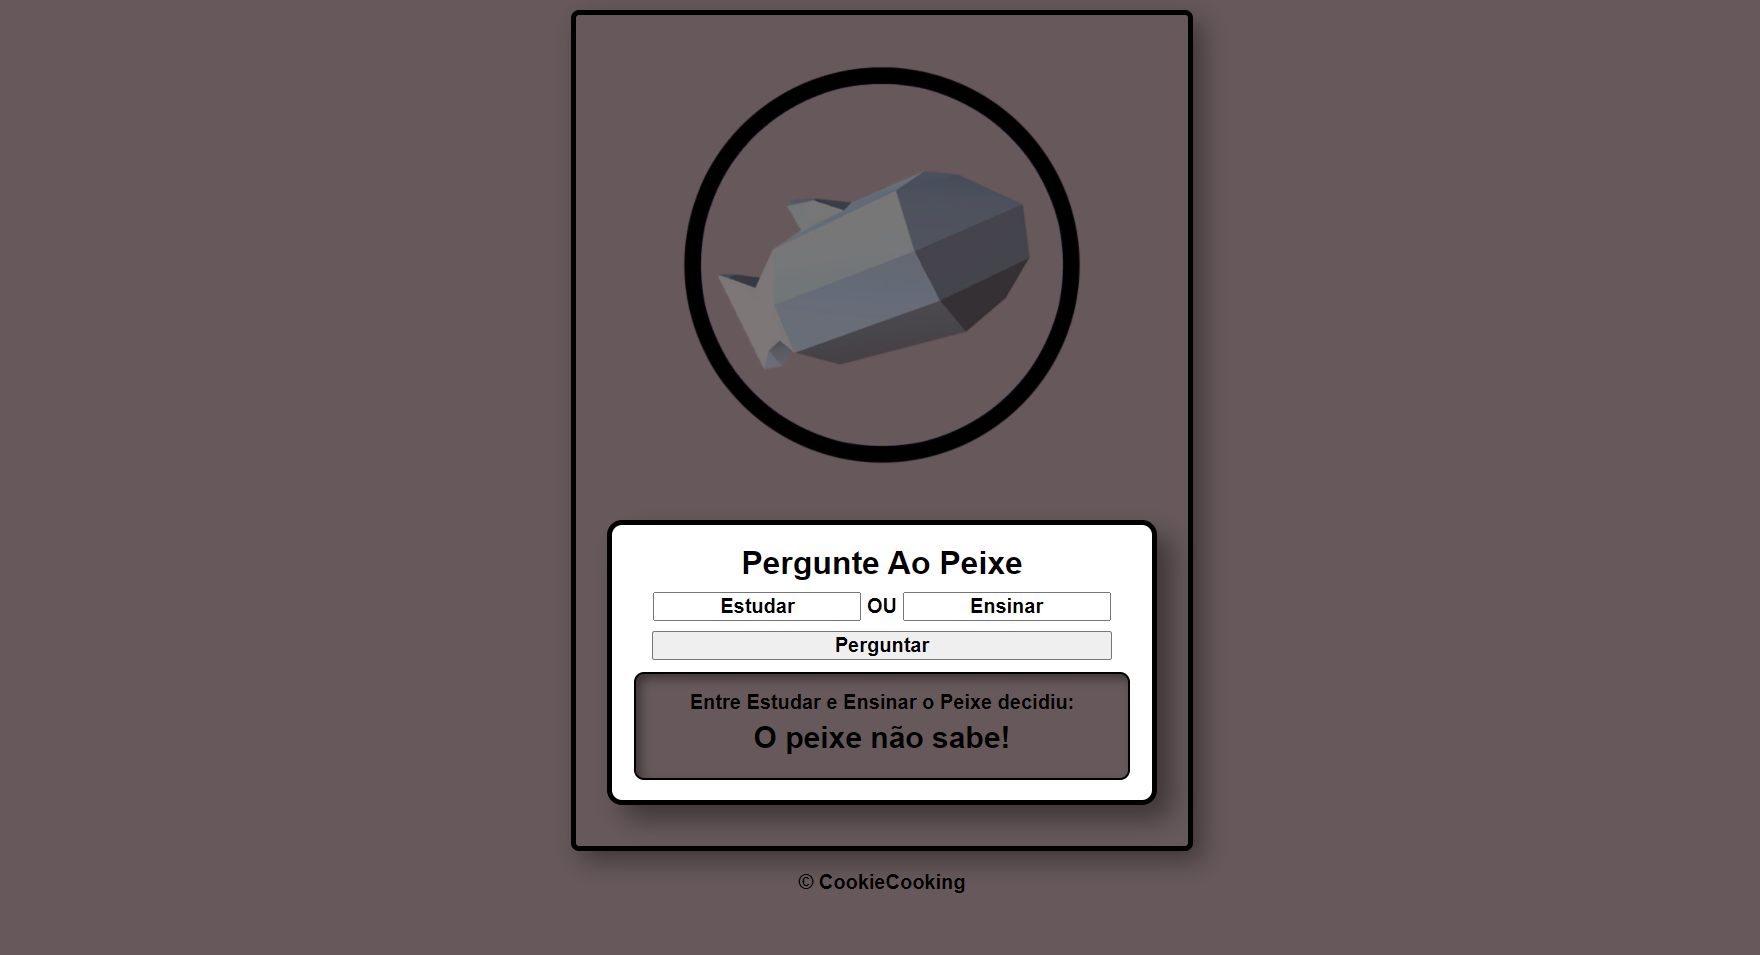 Pergunte Ao Peixe
Estudar OU Ensinar
Perguntar
Entre Estudar e Ensinar o Peixe decidiu:
O peixe não sabe!
© CookieCooking